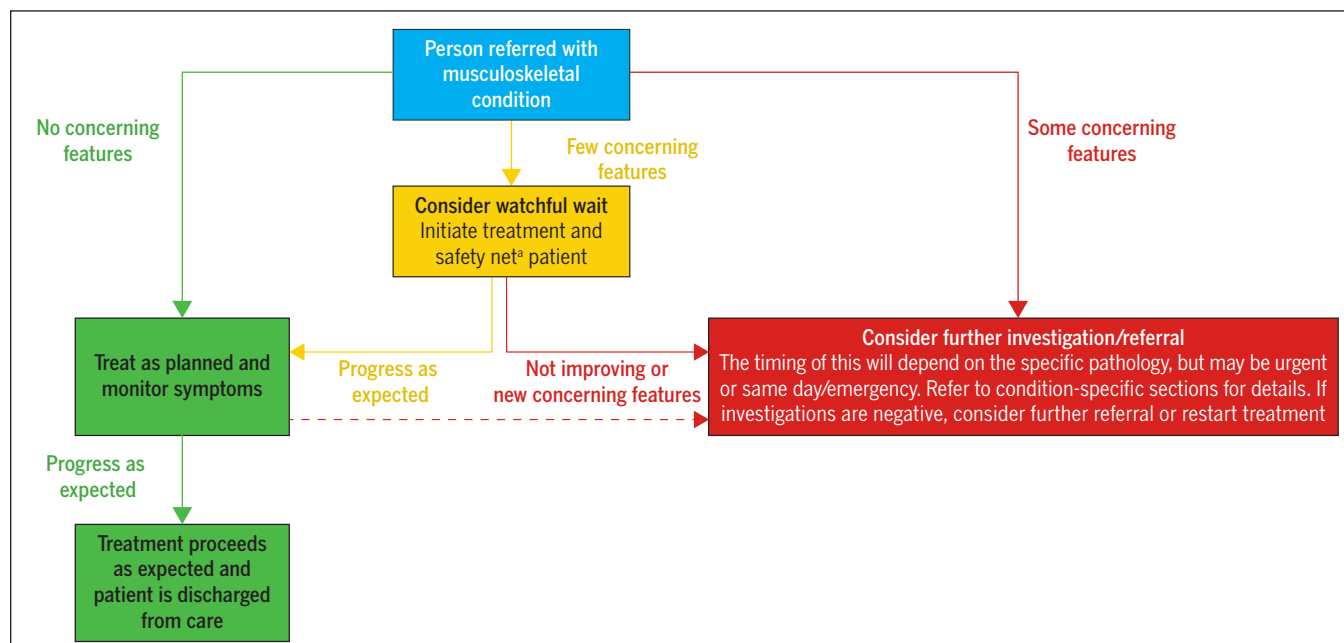 Person referred with
musculoskeletal
condition
No concerning
features
Few concerning
features
Some concerning
features
Consider watchful wait
Initiate treatment and
safety netᵃ patient
Treat as planned and
monitor symptoms
Progress as
expected
Not improving or
new concerning features
Consider further investigation/referral
The timing of this will depend on the specific pathology, but may be urgent
or same day/emergency. Refer to condition-specific sections for details. If
investigations are negative, consider further referral or restart treatment
Progress as
expected
Treatment proceeds
as expected and
patient is discharged
from care